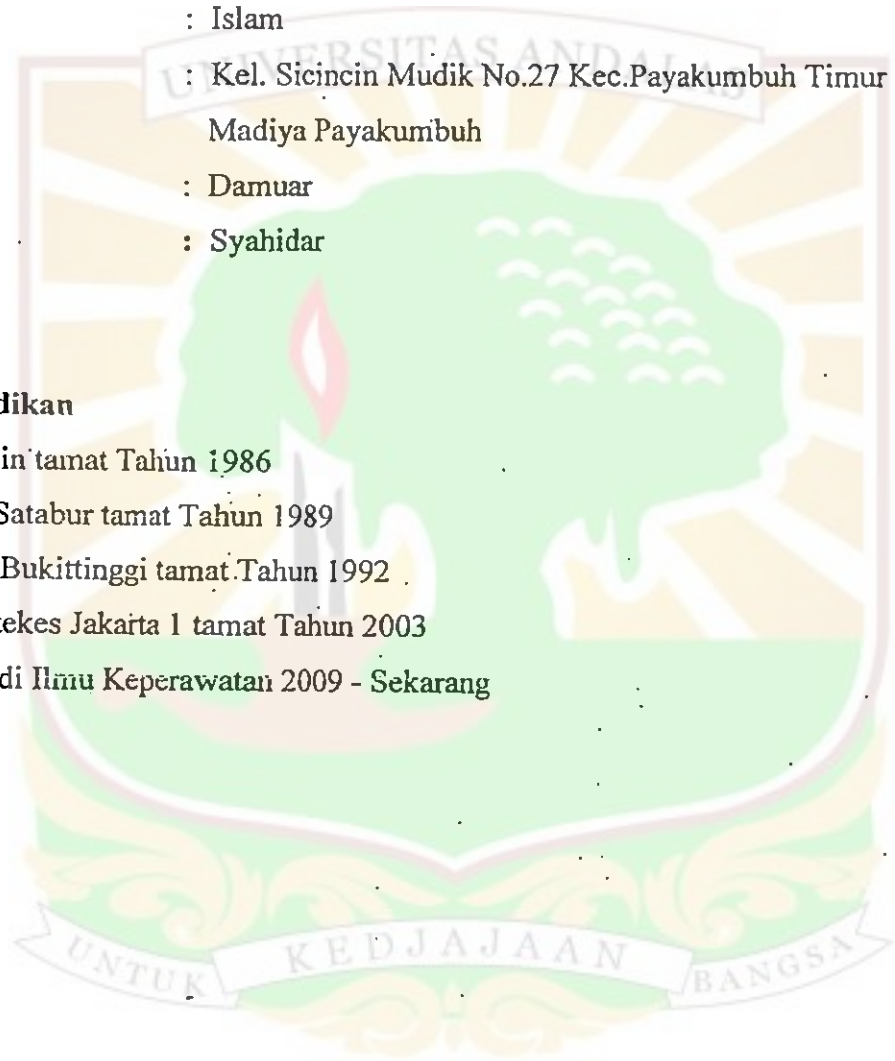 : Islam
UNIVERSITAS ANDALAS
: Kel. Sicincin Mudik No.27 Kec.Payakumbuh Timur
Madiya Payakumbuh
: Damuar
: Syahidar
dikan
in tamat Tahun 1986
Satabur tamat Tahun 1989
Bukittinggi tamat Tahun 1992
tekes Jakarta 1 tamat Tahun 2003
di Ilmu Keperawatan 2009 - Sekarang
UNTUK KEDJAJAAN BANGSA